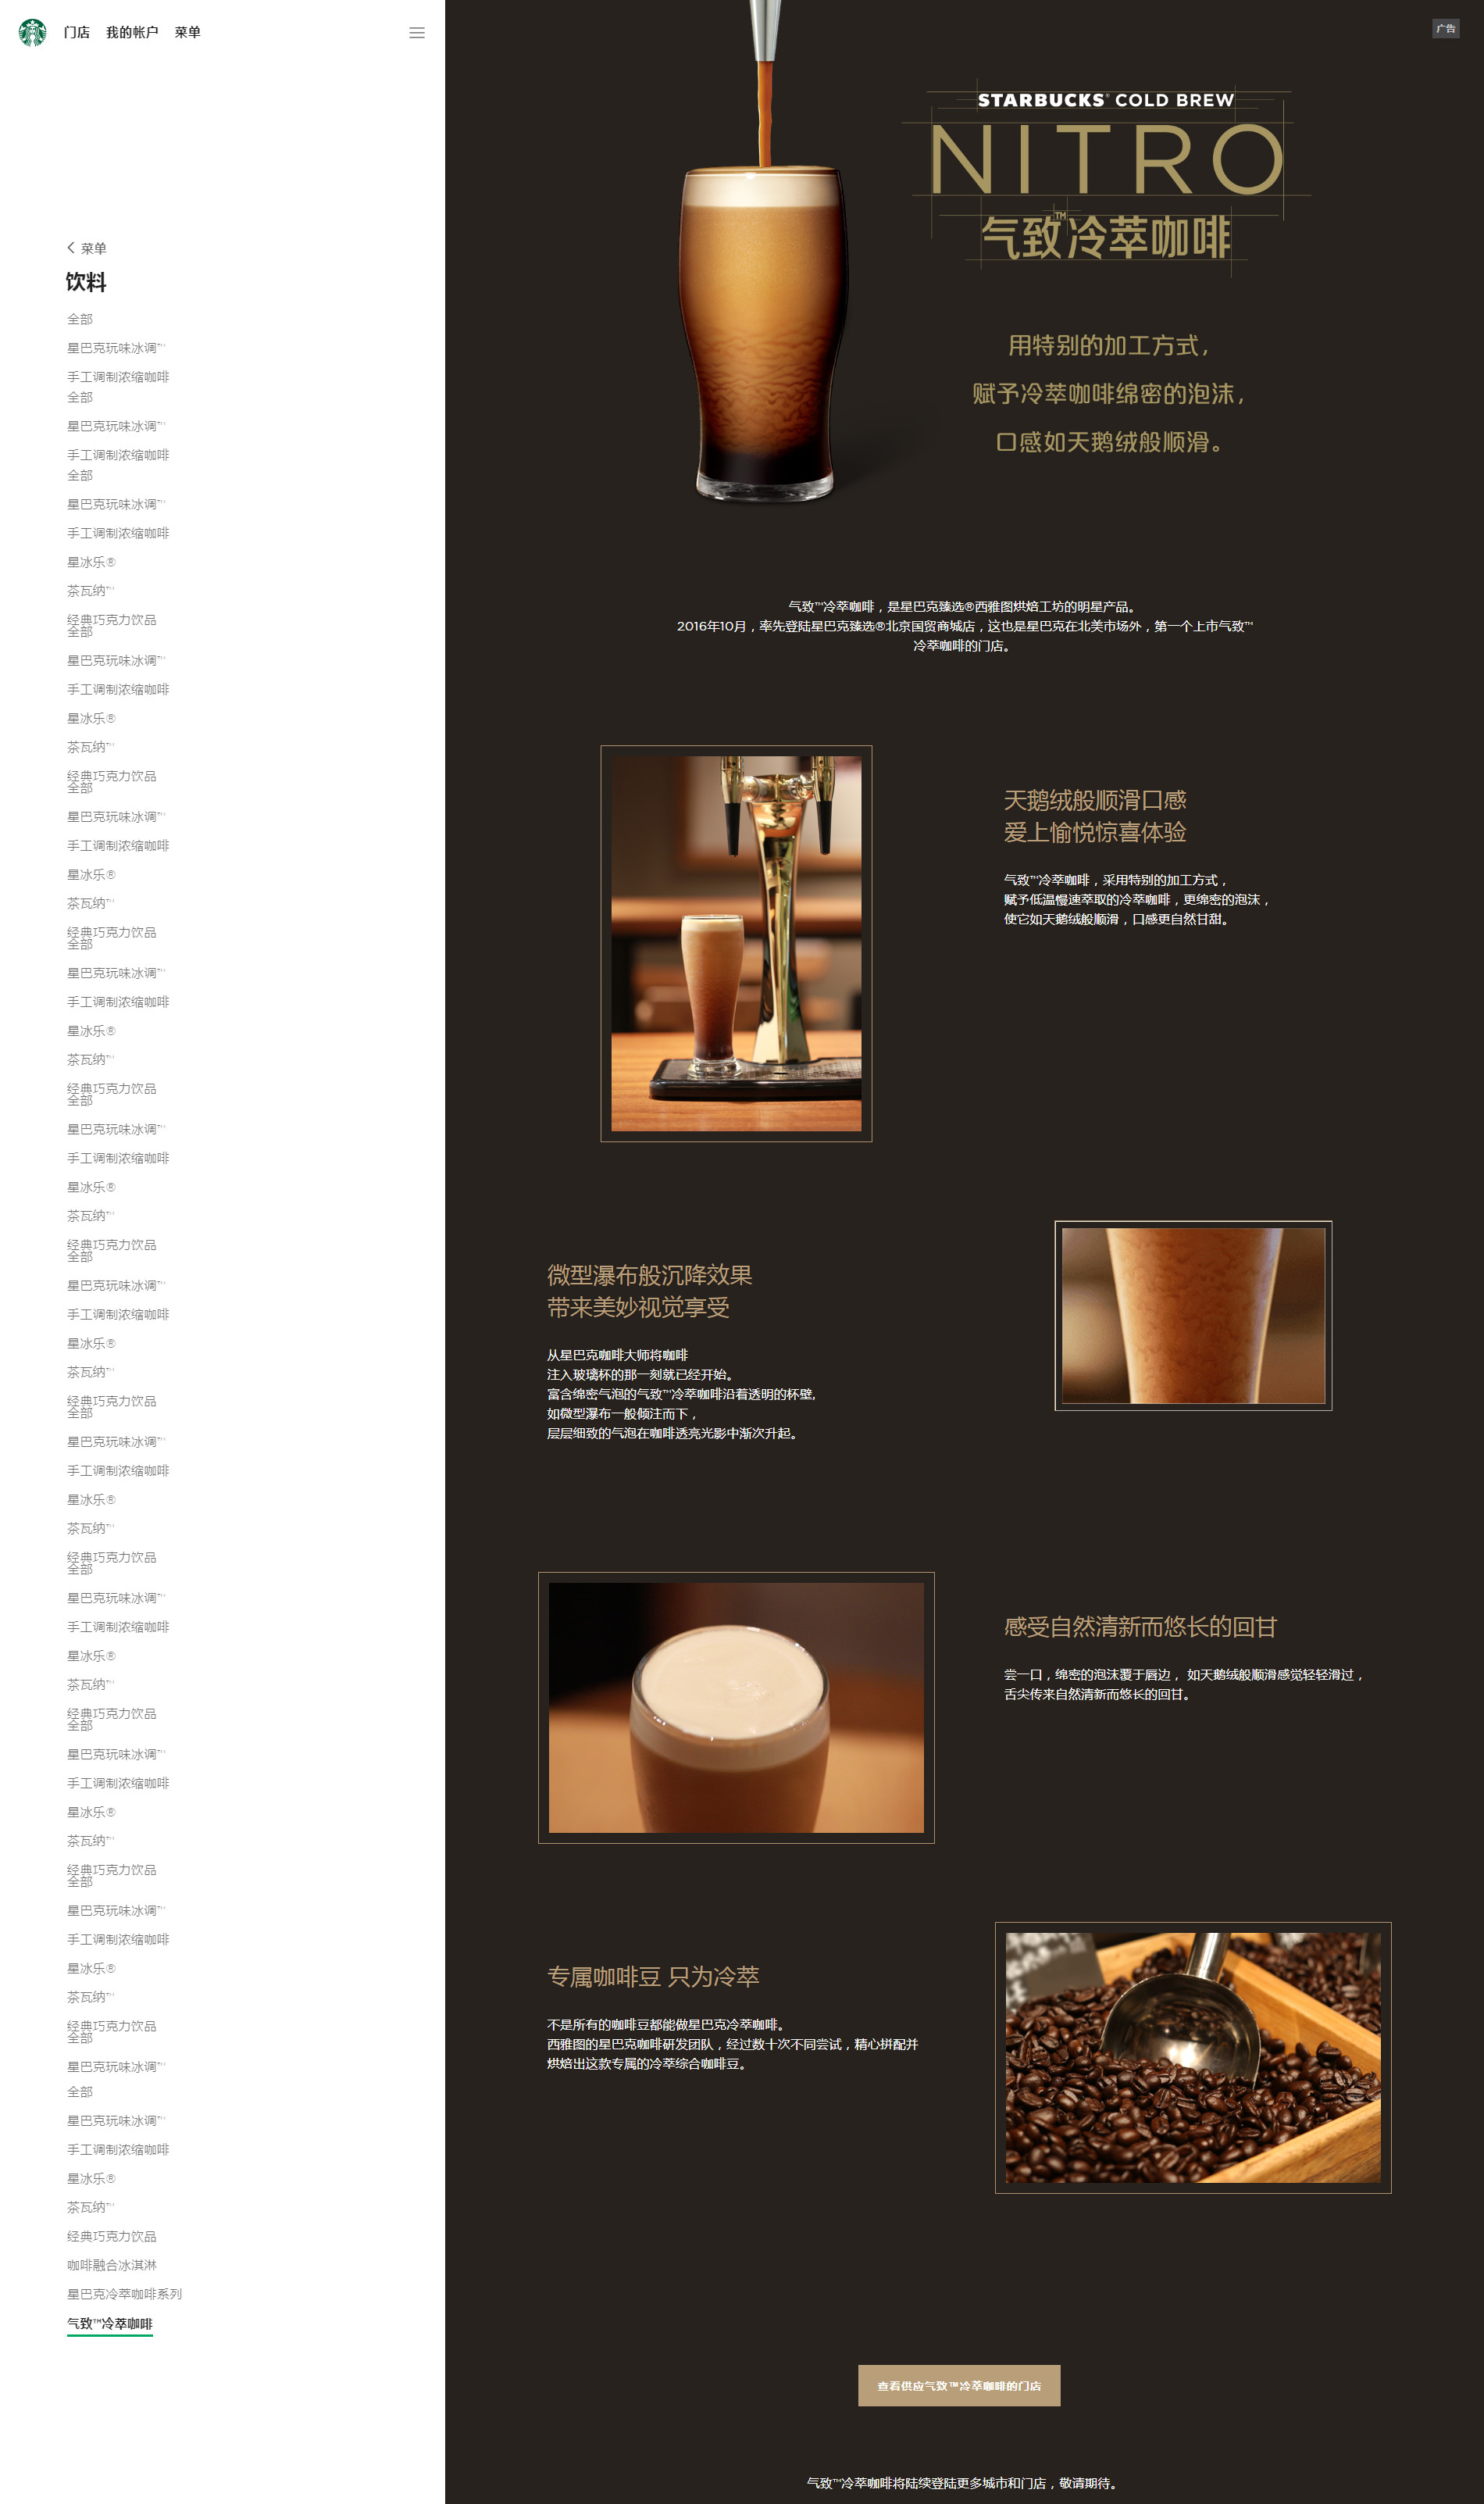 门店 我的帐户 菜单
菜单
饮料
全部
星巴克玩味冰调™
手工调制浓缩咖啡
全部
星巴克玩味冰调™
手工调制浓缩咖啡
全部
星巴克玩味冰调™
手工调制浓缩咖啡
星冰乐®
茶瓦纳™
经典巧克力饮品
全部
星巴克玩味冰调™
手工调制浓缩咖啡
星冰乐®
茶瓦纳™
经典巧克力饮品
全部
星巴克玩味冰调™
手工调制浓缩咖啡
星冰乐®
茶瓦纳™
经典巧克力饮品
全部
星巴克玩味冰调™
手工调制浓缩咖啡
星冰乐®
茶瓦纳™
经典巧克力饮品
全部
星巴克玩味冰调™
手工调制浓缩咖啡
星冰乐®
茶瓦纳™
经典巧克力饮品
全部
星巴克玩味冰调™
手工调制浓缩咖啡
星冰乐®
茶瓦纳™
经典巧克力饮品
全部
星巴克玩味冰调™
手工调制浓缩咖啡
星冰乐®
茶瓦纳™
经典巧克力饮品
全部
星巴克玩味冰调™
手工调制浓缩咖啡
星冰乐®
茶瓦纳™
经典巧克力饮品
全部
星巴克玩味冰调™
手工调制浓缩咖啡
星冰乐®
茶瓦纳™
经典巧克力饮品
全部
星巴克玩味冰调™
手工调制浓缩咖啡
星冰乐®
茶瓦纳™
经典巧克力饮品
全部
星巴克玩味冰调™
全部
星巴克玩味冰调™
手工调制浓缩咖啡
星冰乐®
茶瓦纳™
经典巧克力饮品
咖啡融合冰淇淋
星巴克冷萃咖啡系列
气致™冷萃咖啡
广告
STARBUCKS® COLD BREW
NITRO
气致™冷萃咖啡
用特别的加工方式，
赋予冷萃咖啡绵密的泡沫，
口感如天鹅绒般顺滑。
气致™冷萃咖啡，是星巴克臻选®西雅图烘焙工坊的明星产品。
2016年10月，率先登陆星巴克臻选®北京国贸商城店，这也是星巴克在北美市场外，第一个上市气致™
冷萃咖啡的门店。
天鹅绒般顺滑口感
爱上愉悦惊喜体验
气致™冷萃咖啡，采用特别的加工方式，
赋予低温慢速萃取的冷萃咖啡，更绵密的泡沫，
使它如天鹅绒般顺滑，口感更自然甘甜。
微型瀑布般沉降效果
带来美妙视觉享受
从星巴克咖啡大师将咖啡
注入玻璃杯的那一刻就已经开始。
富含绵密气泡的气致™冷萃咖啡沿着透明的杯壁，
如微型瀑布一般倾注而下，
层层细致的气泡在咖啡透亮光影中渐次升起。
感受自然清新而悠长的回甘
尝一口，绵密的泡沫覆于唇边， 如天鹅绒般顺滑感觉轻轻滑过，
舌尖传来自然清新而悠长的回甘。
专属咖啡豆 只为冷萃
不是所有的咖啡豆都能做星巴克冷萃咖啡。
西雅图的星巴克咖啡研发团队，经过数十次不同尝试，精心拼配并
烘焙出这款专属的冷萃综合咖啡豆。
查看供应气致™冷萃咖啡的门店
气致™冷萃咖啡将陆续登陆更多城市和门店，敬请期待。